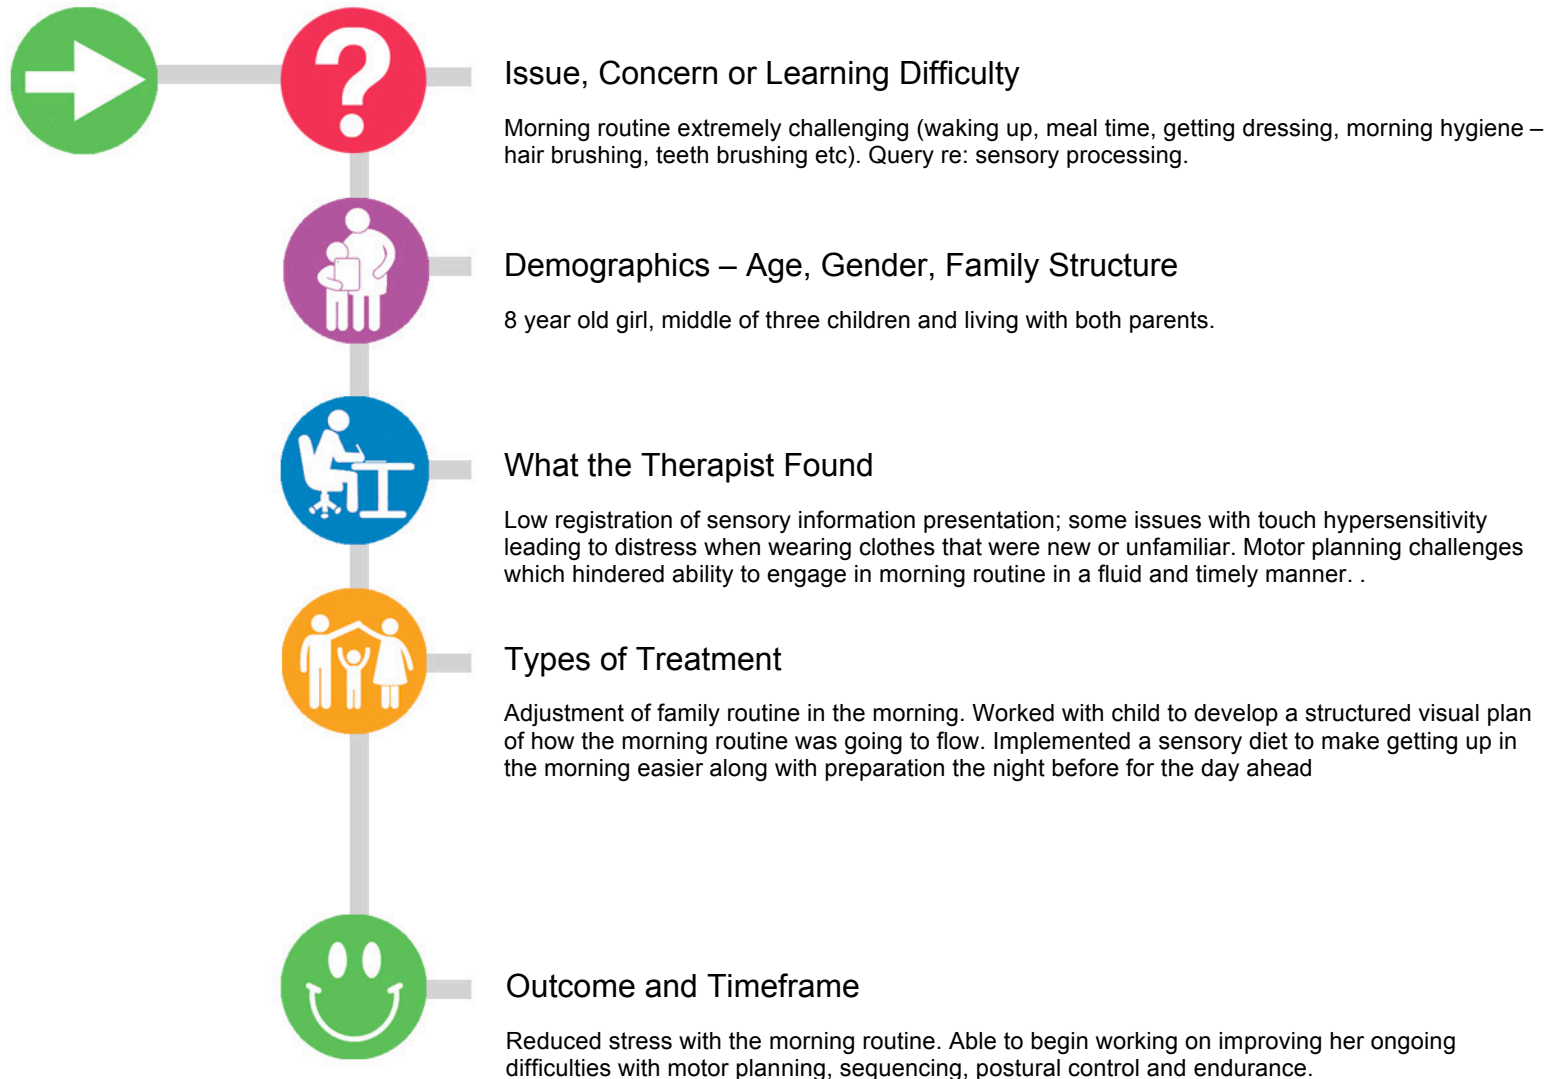 Issue, Concern or Learning Difficulty
Morning routine extremely challenging (waking up, meal time, getting dressing, morning hygiene –
hair brushing, teeth brushing etc). Query re: sensory processing.
Demographics – Age, Gender, Family Structure
8 year old girl, middle of three children and living with both parents.
What the Therapist Found
Low registration of sensory information presentation; some issues with touch hypersensitivity
leading to distress when wearing clothes that were new or unfamiliar. Motor planning challenges
which hindered ability to engage in morning routine in a fluid and timely manner. .
Types of Treatment
Adjustment of family routine in the morning. Worked with child to develop a structured visual plan
of how the morning routine was going to flow. Implemented a sensory diet to make getting up in
the morning easier along with preparation the night before for the day ahead
Outcome and Timeframe
Reduced stress with the morning routine. Able to begin working on improving her ongoing
difficulties with motor planning, sequencing, postural control and endurance.